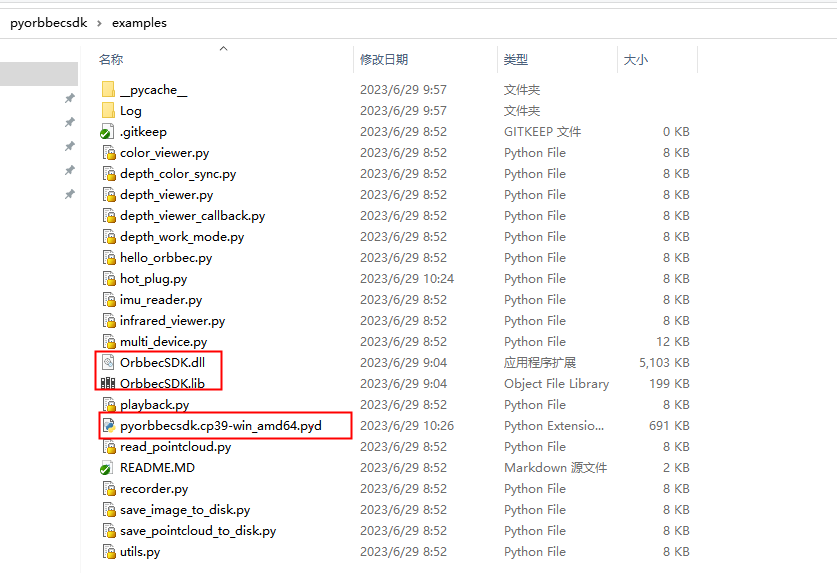 pyorbbecsdk › examples
名称 修改日期 类型 大小
__pycache__ 2023/6/29 9:57 文件夹
Log 2023/6/29 9:57 文件夹
.gitkeep 2023/6/29 8:52 GITKEEP 文件 0 KB
color_viewer.py 2023/6/29 8:52 Python File 8 KB
depth_color_sync.py 2023/6/29 8:52 Python File 8 KB
depth_viewer.py 2023/6/29 8:52 Python File 8 KB
depth_viewer_callback.py 2023/6/29 8:52 Python File 8 KB
depth_work_mode.py 2023/6/29 8:52 Python File 8 KB
hello_orbbec.py 2023/6/29 8:52 Python File 8 KB
hot_plug.py 2023/6/29 10:24 Python File 8 KB
imu_reader.py 2023/6/29 8:52 Python File 8 KB
infrared_viewer.py 2023/6/29 8:52 Python File 8 KB
multi_device.py 2023/6/29 8:52 Python File 12 KB
OrbbecSDK.dll 2023/6/29 9:04 应用程序扩展 5,103 KB
OrbbecSDK.lib 2023/6/29 9:04 Object File Library 199 KB
playback.py 2023/6/29 8:52 Python File 8 KB
pyorbbecsdk.cp39-win_amd64.pyd 2023/6/29 10:26 Python Extensio... 691 KB
read_pointcloud.py 2023/6/29 8:52 Python File 8 KB
README.MD 2023/6/29 8:52 Markdown 源文件 2 KB
recorder.py 2023/6/29 8:52 Python File 8 KB
save_image_to_disk.py 2023/6/29 8:52 Python File 8 KB
save_pointcloud_to_disk.py 2023/6/29 8:52 Python File 8 KB
utils.py 2023/6/29 8:52 Python File 8 KB